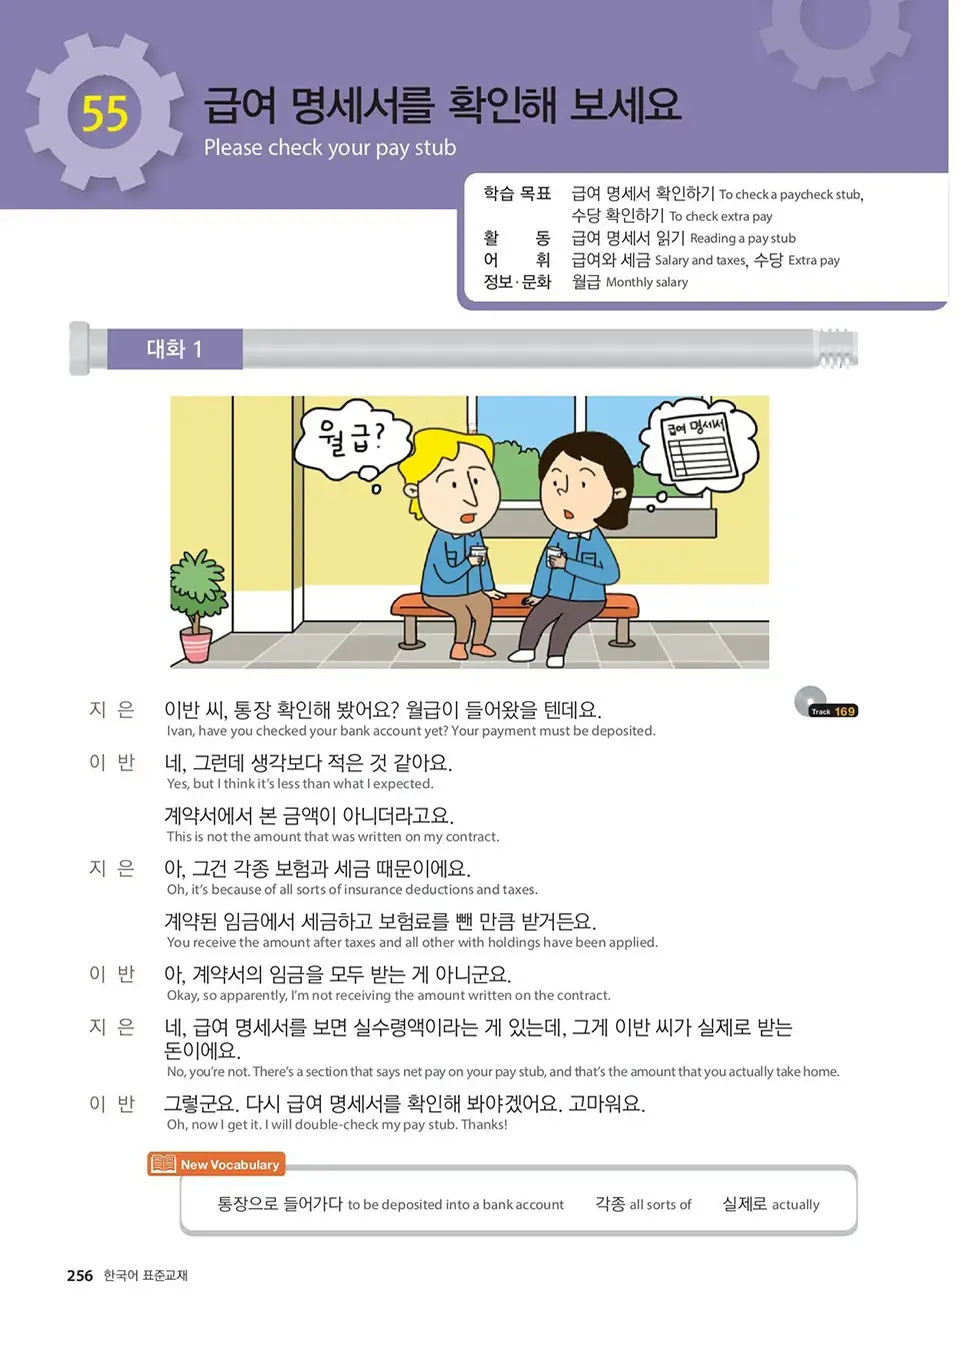 55
급여 명세서를 확인해 보세요
Please check your pay stub
학습 목표 급여 명세서 확인하기 To check a paycheck stub,
수당 확인하기 To check extra pay
활 동 급여 명세서 읽기 Reading a pay stub
어 휘 급여와 세금 Salary and taxes, 수당 Extra pay
정보·문화 월급 Monthly salary
대화 1
월급?
급여 명세서
지 은 이반 씨, 통장 확인해 봤어요? 월급이 들어왔을 텐데요.
Track 169
Ivan, have you checked your bank account yet? Your payment must be deposited.
이 반 네, 그런데 생각보다 적은 것 같아요.
Yes, but I think it's less than what I expected.
계약서에서 본 금액이 아니더라고요.
This is not the amount that was written on my contract.
지 은 아, 그건 각종 보험과 세금 때문이에요.
Oh, it's because of all sorts of insurance deductions and taxes.
계약된 임금에서 세금하고 보험료를 뺀 만큼 받거든요.
You receive the amount after taxes and all other with holdings have been applied.
이 반 아, 계약서의 임금을 모두 받는 게 아니군요.
Okay, so apparently, I'm not receiving the amount written on the contract.
지 은 네, 급여 명세서를 보면 실수령액이라는 게 있는데, 그게 이반 씨가 실제로 받는
돈이에요.
No, you're not. There's a section that says net pay on your pay stub, and that's the amount that you actually take home.
이 반 그렇군요. 다시 급여 명세서를 확인해 봐야겠어요. 고마워요.
Oh, now I get it. I will double-check my pay stub. Thanks!
New Vocabulary
통장으로 들어가다 to be deposited into a bank account 각종 all sorts of 실제로 actually
256 한국어 표준교재